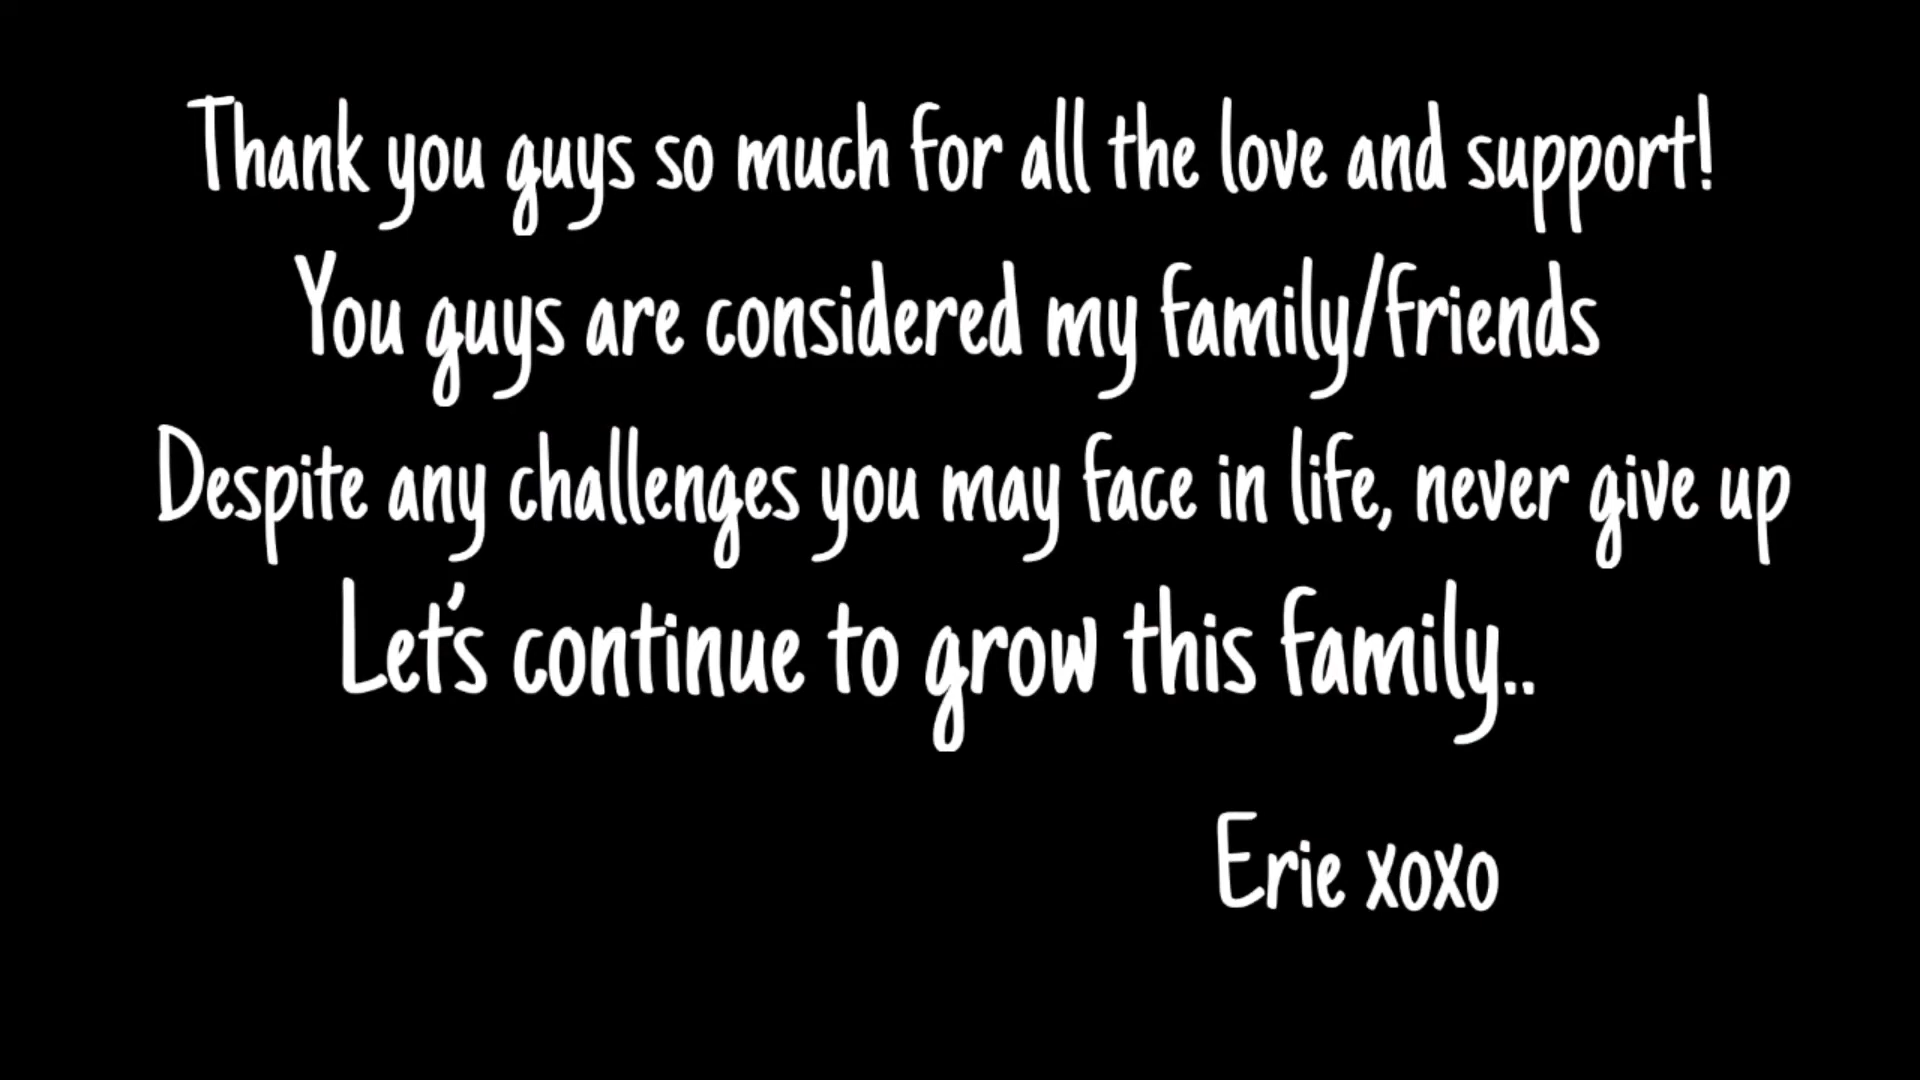 Thank you guys so much for all the love and support!
You guys are considered my family/friends
Despite any challenges you may face in life, never give up
Let's continue to grow this family..
Erie xoxo